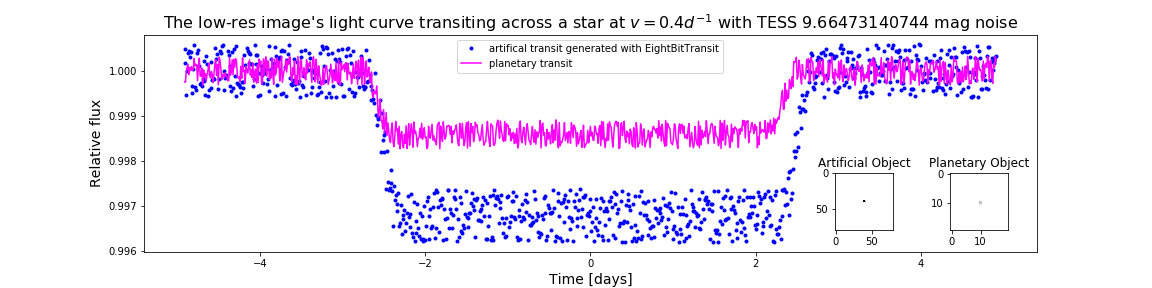 The low-res image's light curve transiting across a star at v = 0.4d⁻¹ with TESS 9.66473140744 mag noise
artifical transit generated with EightBitTransit
planetary transit
Relative flux
1.000
0.999
0.998
0.997
0.996
Artificial Object
Planetary Object
0
50
0 50
0
10
0 10
−4 −2 0 2 4
Time [days]